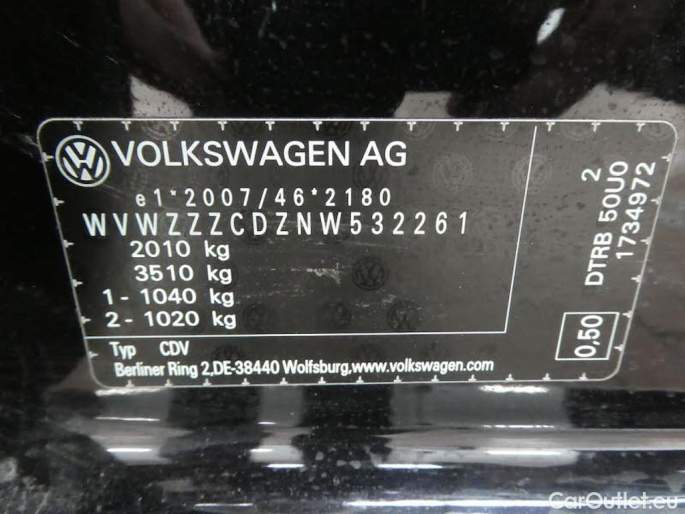 VOLKSWAGEN AG
e1*2007/46*2180
WVWZZZCDZNW532261
2010 kg
3510 kg
1- 1040 kg
2- 1020 kg
Typ CDV
Berliner Ring 2,DE-38440 Wolfsburg,www.volkswagen.com
2
DTRB 50U0
1734972
0,50
CarOutlet.eu